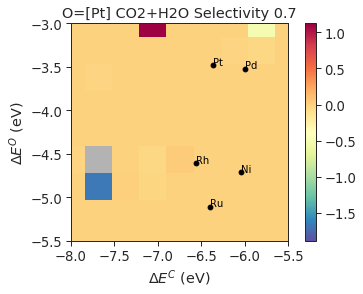 O=[Pt] CO2+H2O Selectivity 0.7
−3.0
−3.5
−4.0
−4.5
−5.0
−5.5
ΔE^O (eV)
Pt
Pd
Rh
Ni
Ru
−8.0 −7.5 −7.0 −6.5 −6.0 −5.5
ΔE^C (eV)
1.0
0.5
0.0
−0.5
−1.0
−1.5